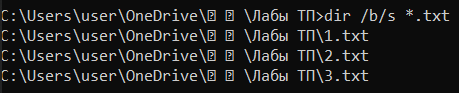 C:\Users\user\OneDrive\⍰ ⍰ \Лабы ТП>dir /b/s *.txt
C:\Users\user\OneDrive\⍰ ⍰ \Лабы ТП\1.txt
C:\Users\user\OneDrive\⍰ ⍰ \Лабы ТП\2.txt
C:\Users\user\OneDrive\⍰ ⍰ \Лабы ТП\3.txt